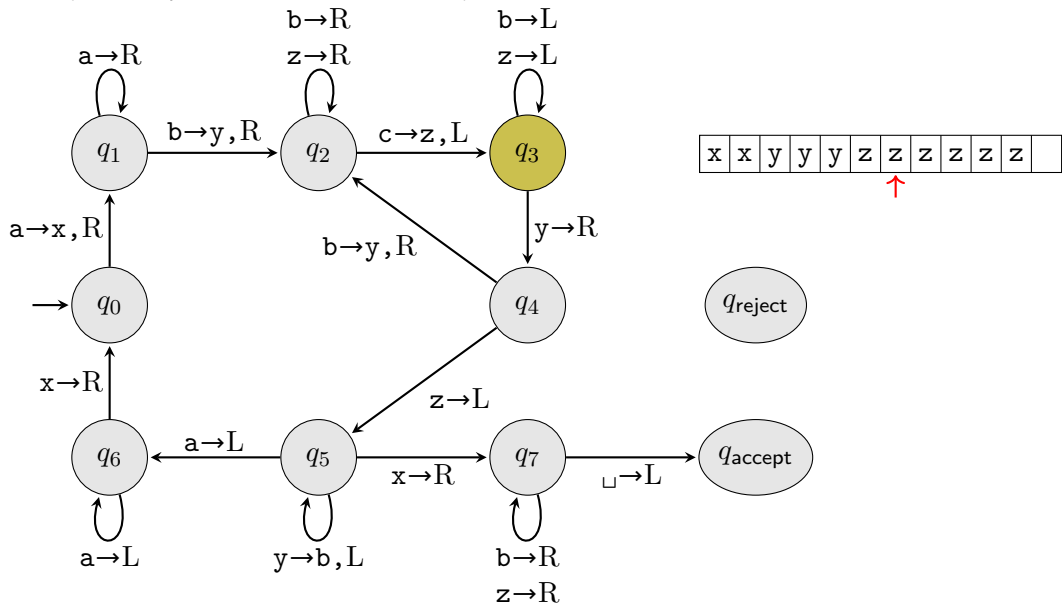 b→R
z→R
b→L
z→L
a→R
q1
b→y,R
q2
c→z,L
q3
x x y y y z z z z z z
↑
a→x,R
b→y,R
y→R
q0
q4
qreject
x→R
z→L
q6
a→L
q5
x→R
q7
␣→L
qaccept
a→L
y→b,L
b→R
z→R